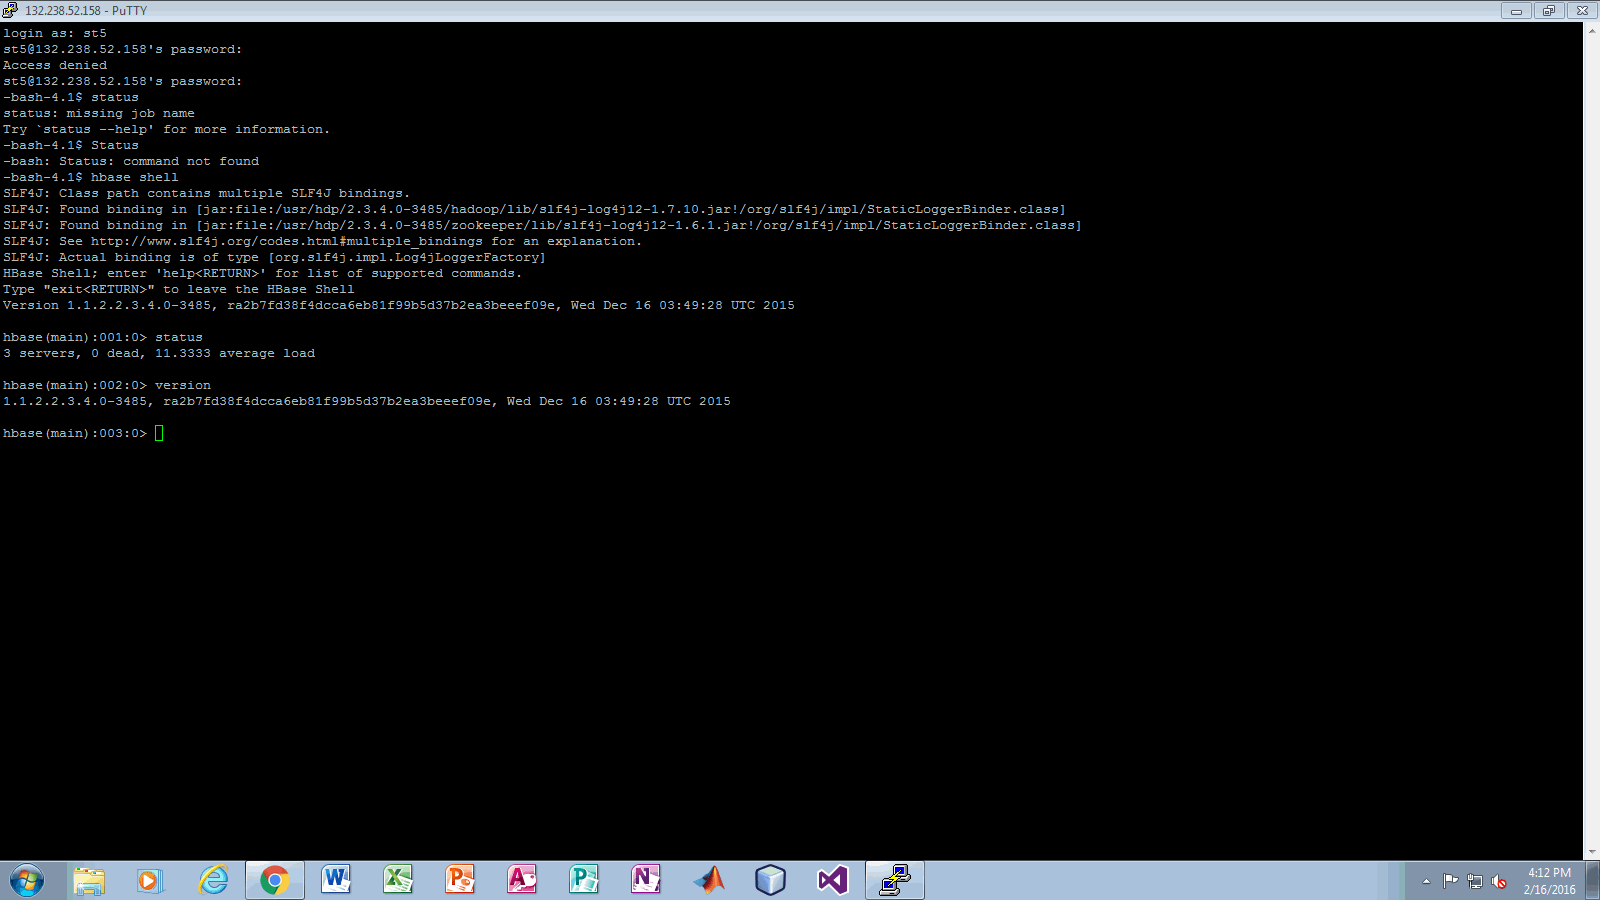 132.238.52.158 - PuTTY
login as: st5
st5@132.238.52.158's password:
Access denied
st5@132.238.52.158's password:
-bash-4.1$ status
status: missing job name
Try `status --help' for more information.
-bash-4.1$ Status
-bash: Status: command not found
-bash-4.1$ hbase shell
SLF4J: Class path contains multiple SLF4J bindings.
SLF4J: Found binding in [jar:file:/usr/hdp/2.3.4.0-3485/hadoop/lib/slf4j-log4j12-1.7.10.jar!/org/slf4j/impl/StaticLoggerBinder.class]
SLF4J: Found binding in [jar:file:/usr/hdp/2.3.4.0-3485/zookeeper/lib/slf4j-log4j12-1.6.1.jar!/org/slf4j/impl/StaticLoggerBinder.class]
SLF4J: See http://www.slf4j.org/codes.html#multiple_bindings for an explanation.
SLF4J: Actual binding is of type [org.slf4j.impl.Log4jLoggerFactory]
HBase Shell; enter 'help<RETURN>' for list of supported commands.
Type "exit<RETURN>" to leave the HBase Shell
Version 1.1.2.2.3.4.0-3485, ra2b7fd38f4dcca6eb81f99b5d37b2ea3beeef09e, Wed Dec 16 03:49:28 UTC 2015
hbase(main):001:0> status
3 servers, 0 dead, 11.3333 average load
hbase(main):002:0> version
1.1.2.2.3.4.0-3485, ra2b7fd38f4dcca6eb81f99b5d37b2ea3beeef09e, Wed Dec 16 03:49:28 UTC 2015
hbase(main):003:0>
4:12 PM
2/16/2016